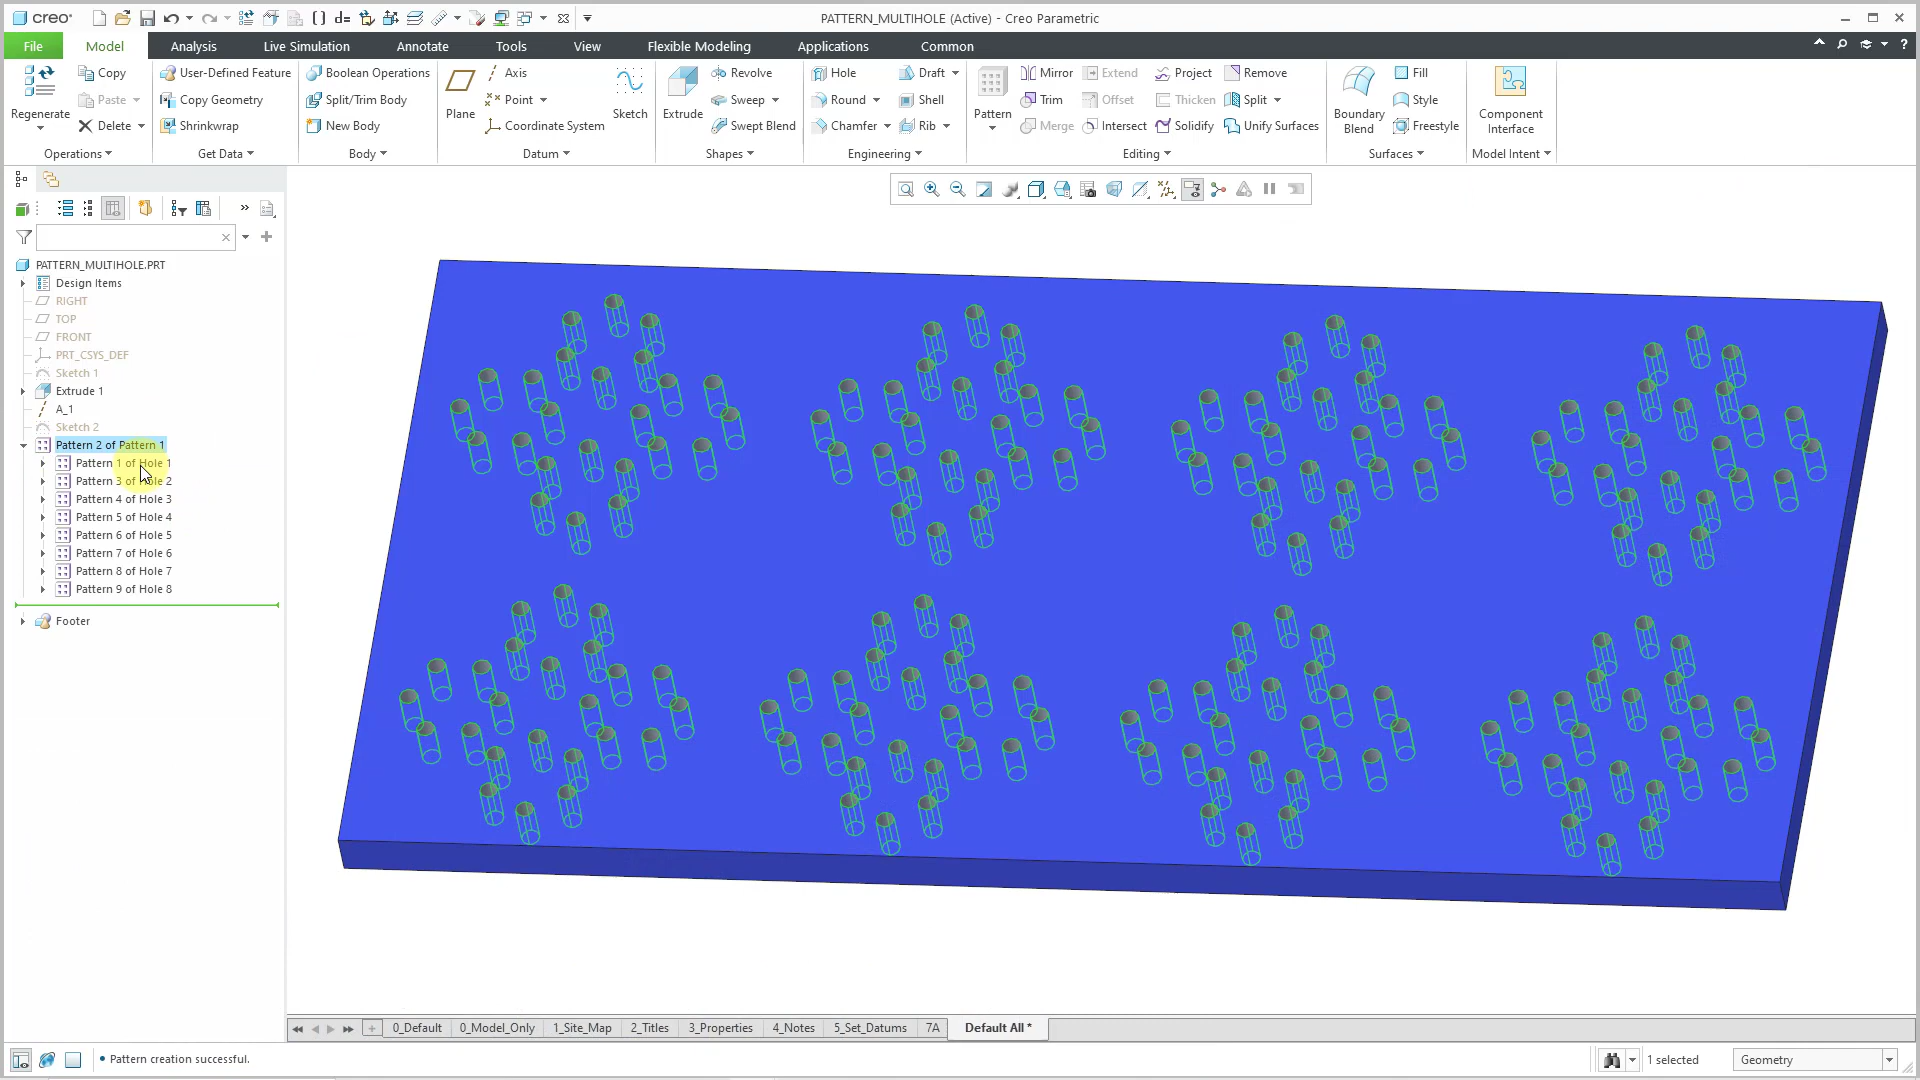 creo°
PATTERN_MULTIHOLE (Active) - Creo Parametric
File
Model
Analysis
Live Simulation
Annotate
Tools
View
Flexible Modeling
Applications
Common
Regenerate
Copy
Paste
Delete
Operations
User-Defined Feature
Copy Geometry
Shrinkwrap
Get Data
Boolean Operations
Split/Trim Body
New Body
Body
Plane
Axis
Point
Coordinate System
Sketch
Datum
Extrude
Revolve
Sweep
Swept Blend
Shapes
Hole
Round
Chamfer
Draft
Shell
Rib
Engineering
Pattern
Mirror
Trim
Merge
Extend
Offset
Intersect
Project
Thicken
Solidify
Remove
Split
Unify Surfaces
Editing
Boundary
Blend
Fill
Style
Freestyle
Surfaces
Component
Interface
Model Intent
PATTERN_MULTIHOLE.PRT
Design Items
RIGHT
TOP
FRONT
PRT_CSYS_DEF
Sketch 1
Extrude 1
A_1
Sketch 2
Pattern 2 of Pattern 1
Pattern 1 of Hole 1
Pattern 3 of Hole 2
Pattern 4 of Hole 3
Pattern 5 of Hole 4
Pattern 6 of Hole 5
Pattern 7 of Hole 6
Pattern 8 of Hole 7
Pattern 9 of Hole 8
Footer
0_Default
0_Model_Only
1_Site_Map
2_Titles
3_Properties
4_Notes
5_Set_Datums
7A
Default All *
• Pattern creation successful.
1 selected
Geometry